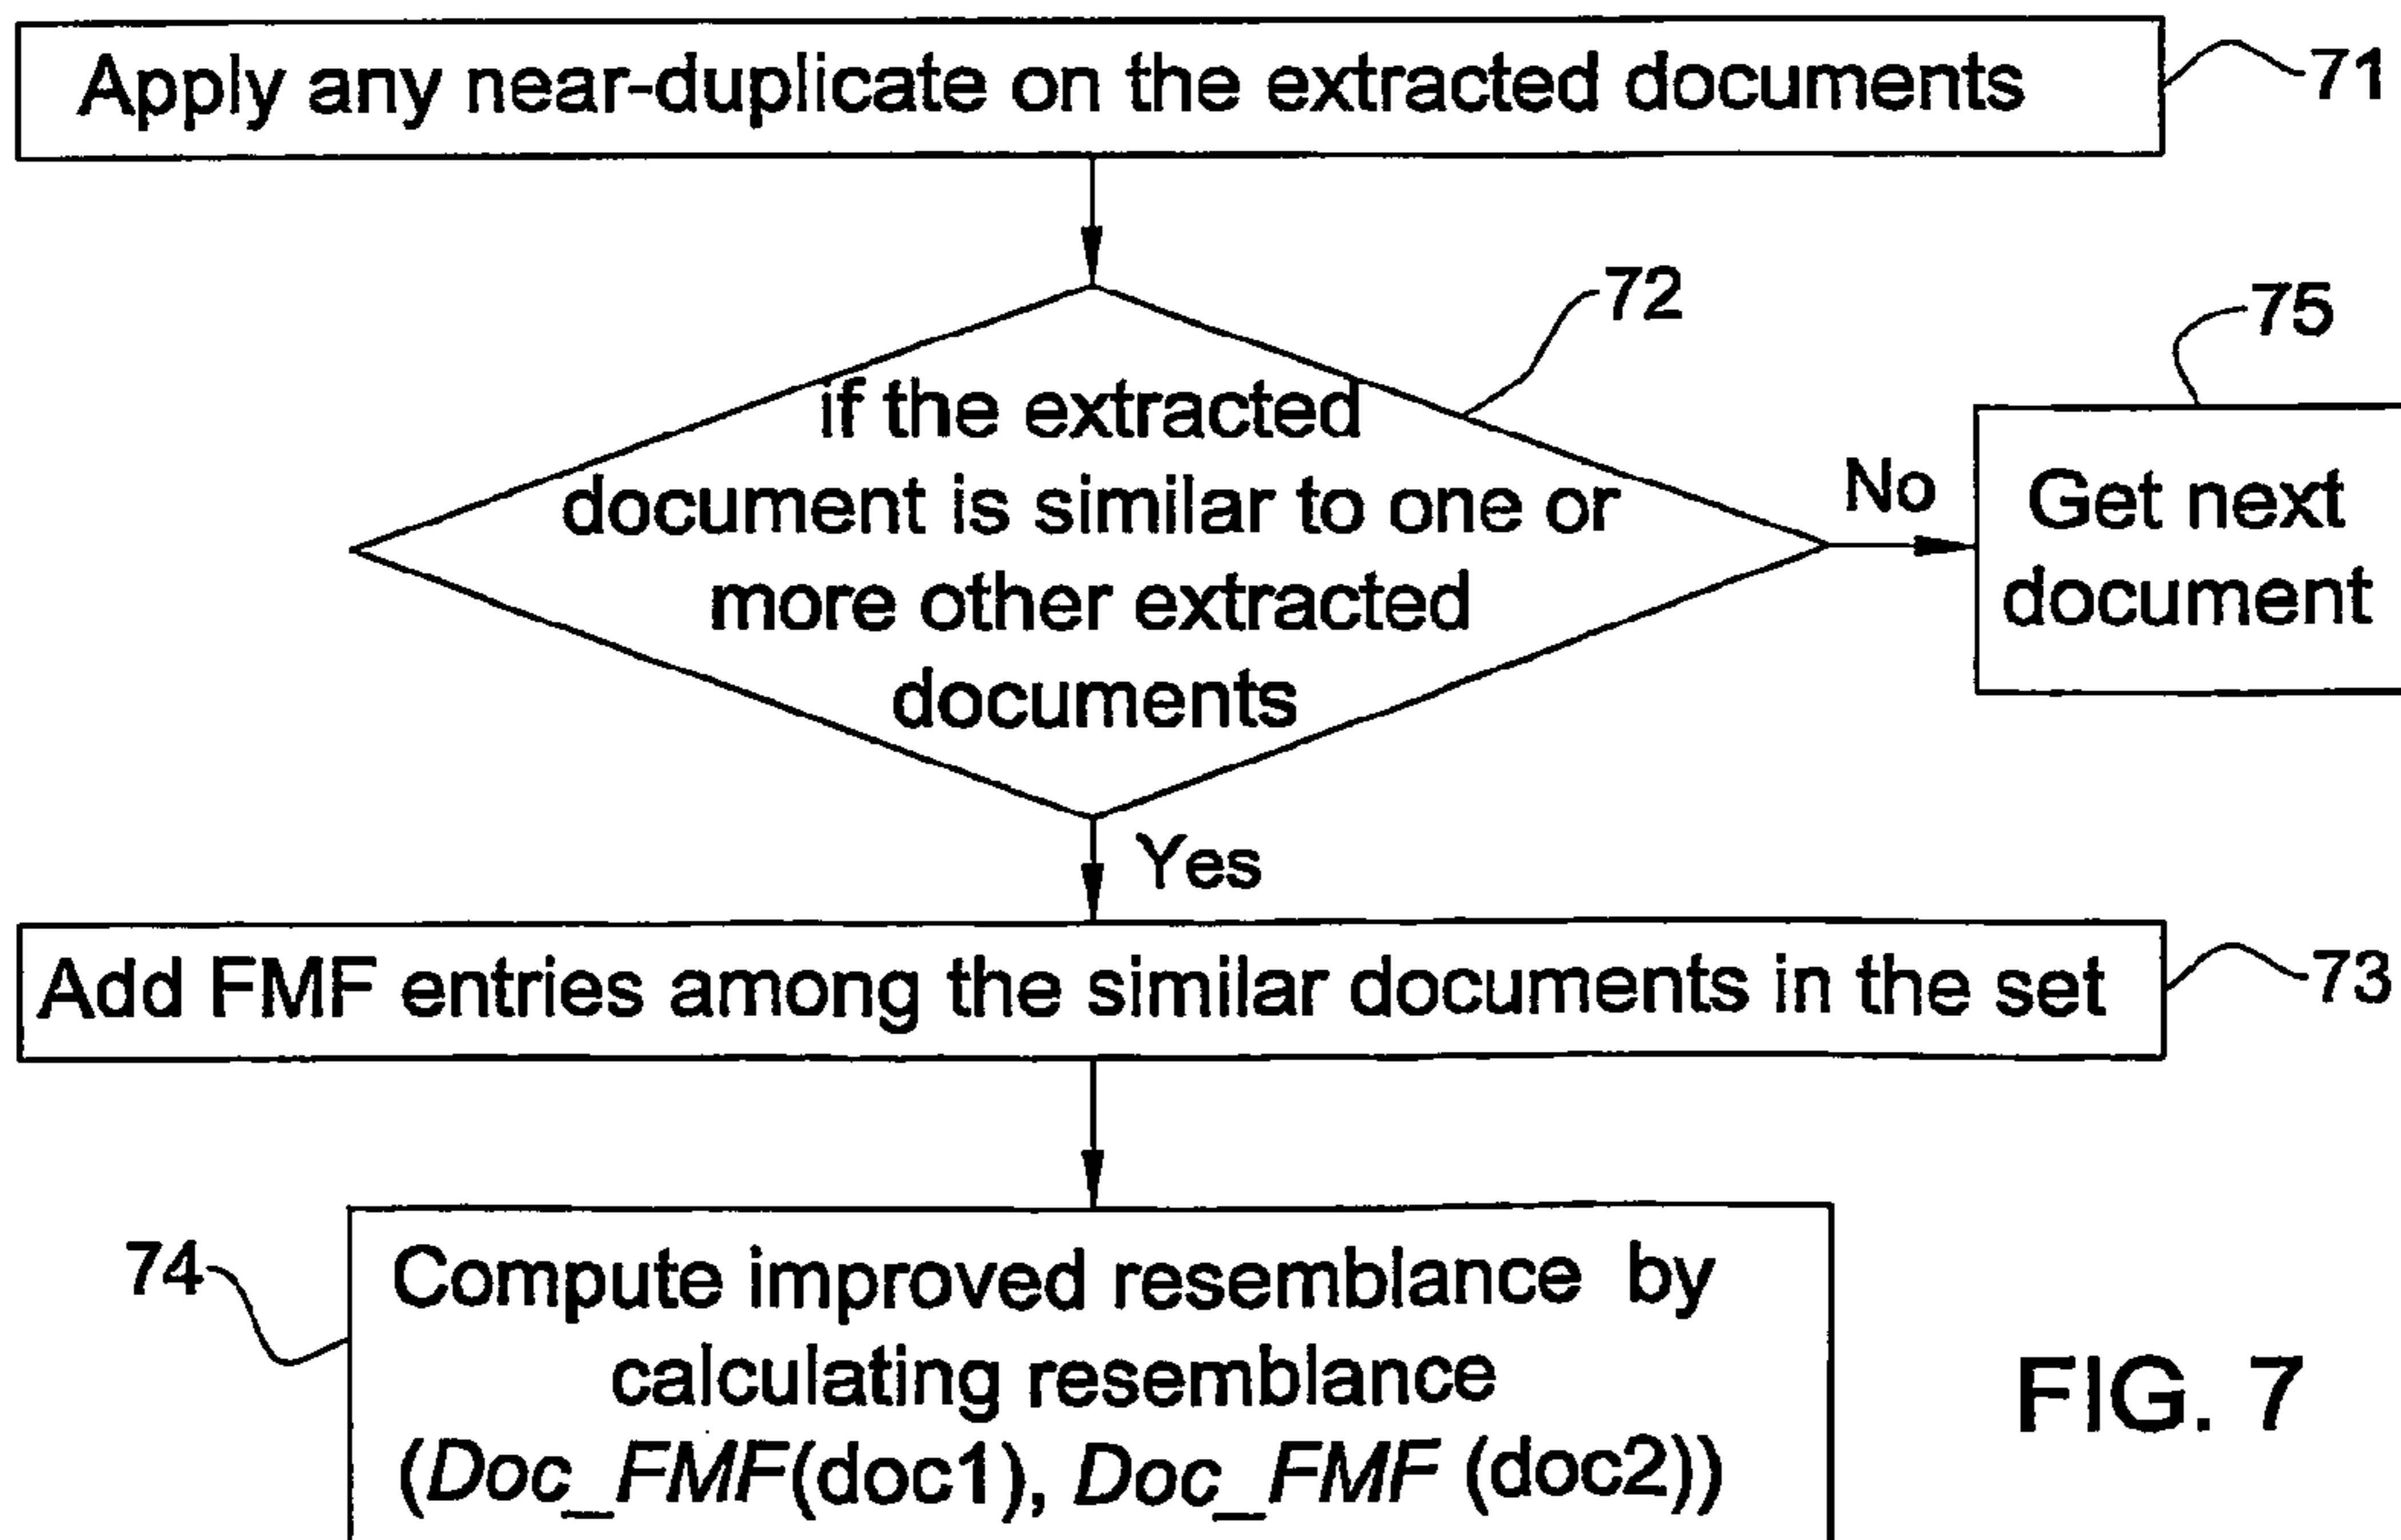 Apply any near-duplicate on the extracted documents
71
72
75
if the extracted
document is similar to one or
more other extracted
documents
No
Get next
document
Yes
Add FMF entries among the similar documents in the set
73
74
Compute improved resemblance by
calculating resemblance
(Doc_FMF(doc1), Doc_FMF (doc2))
FIG. 7